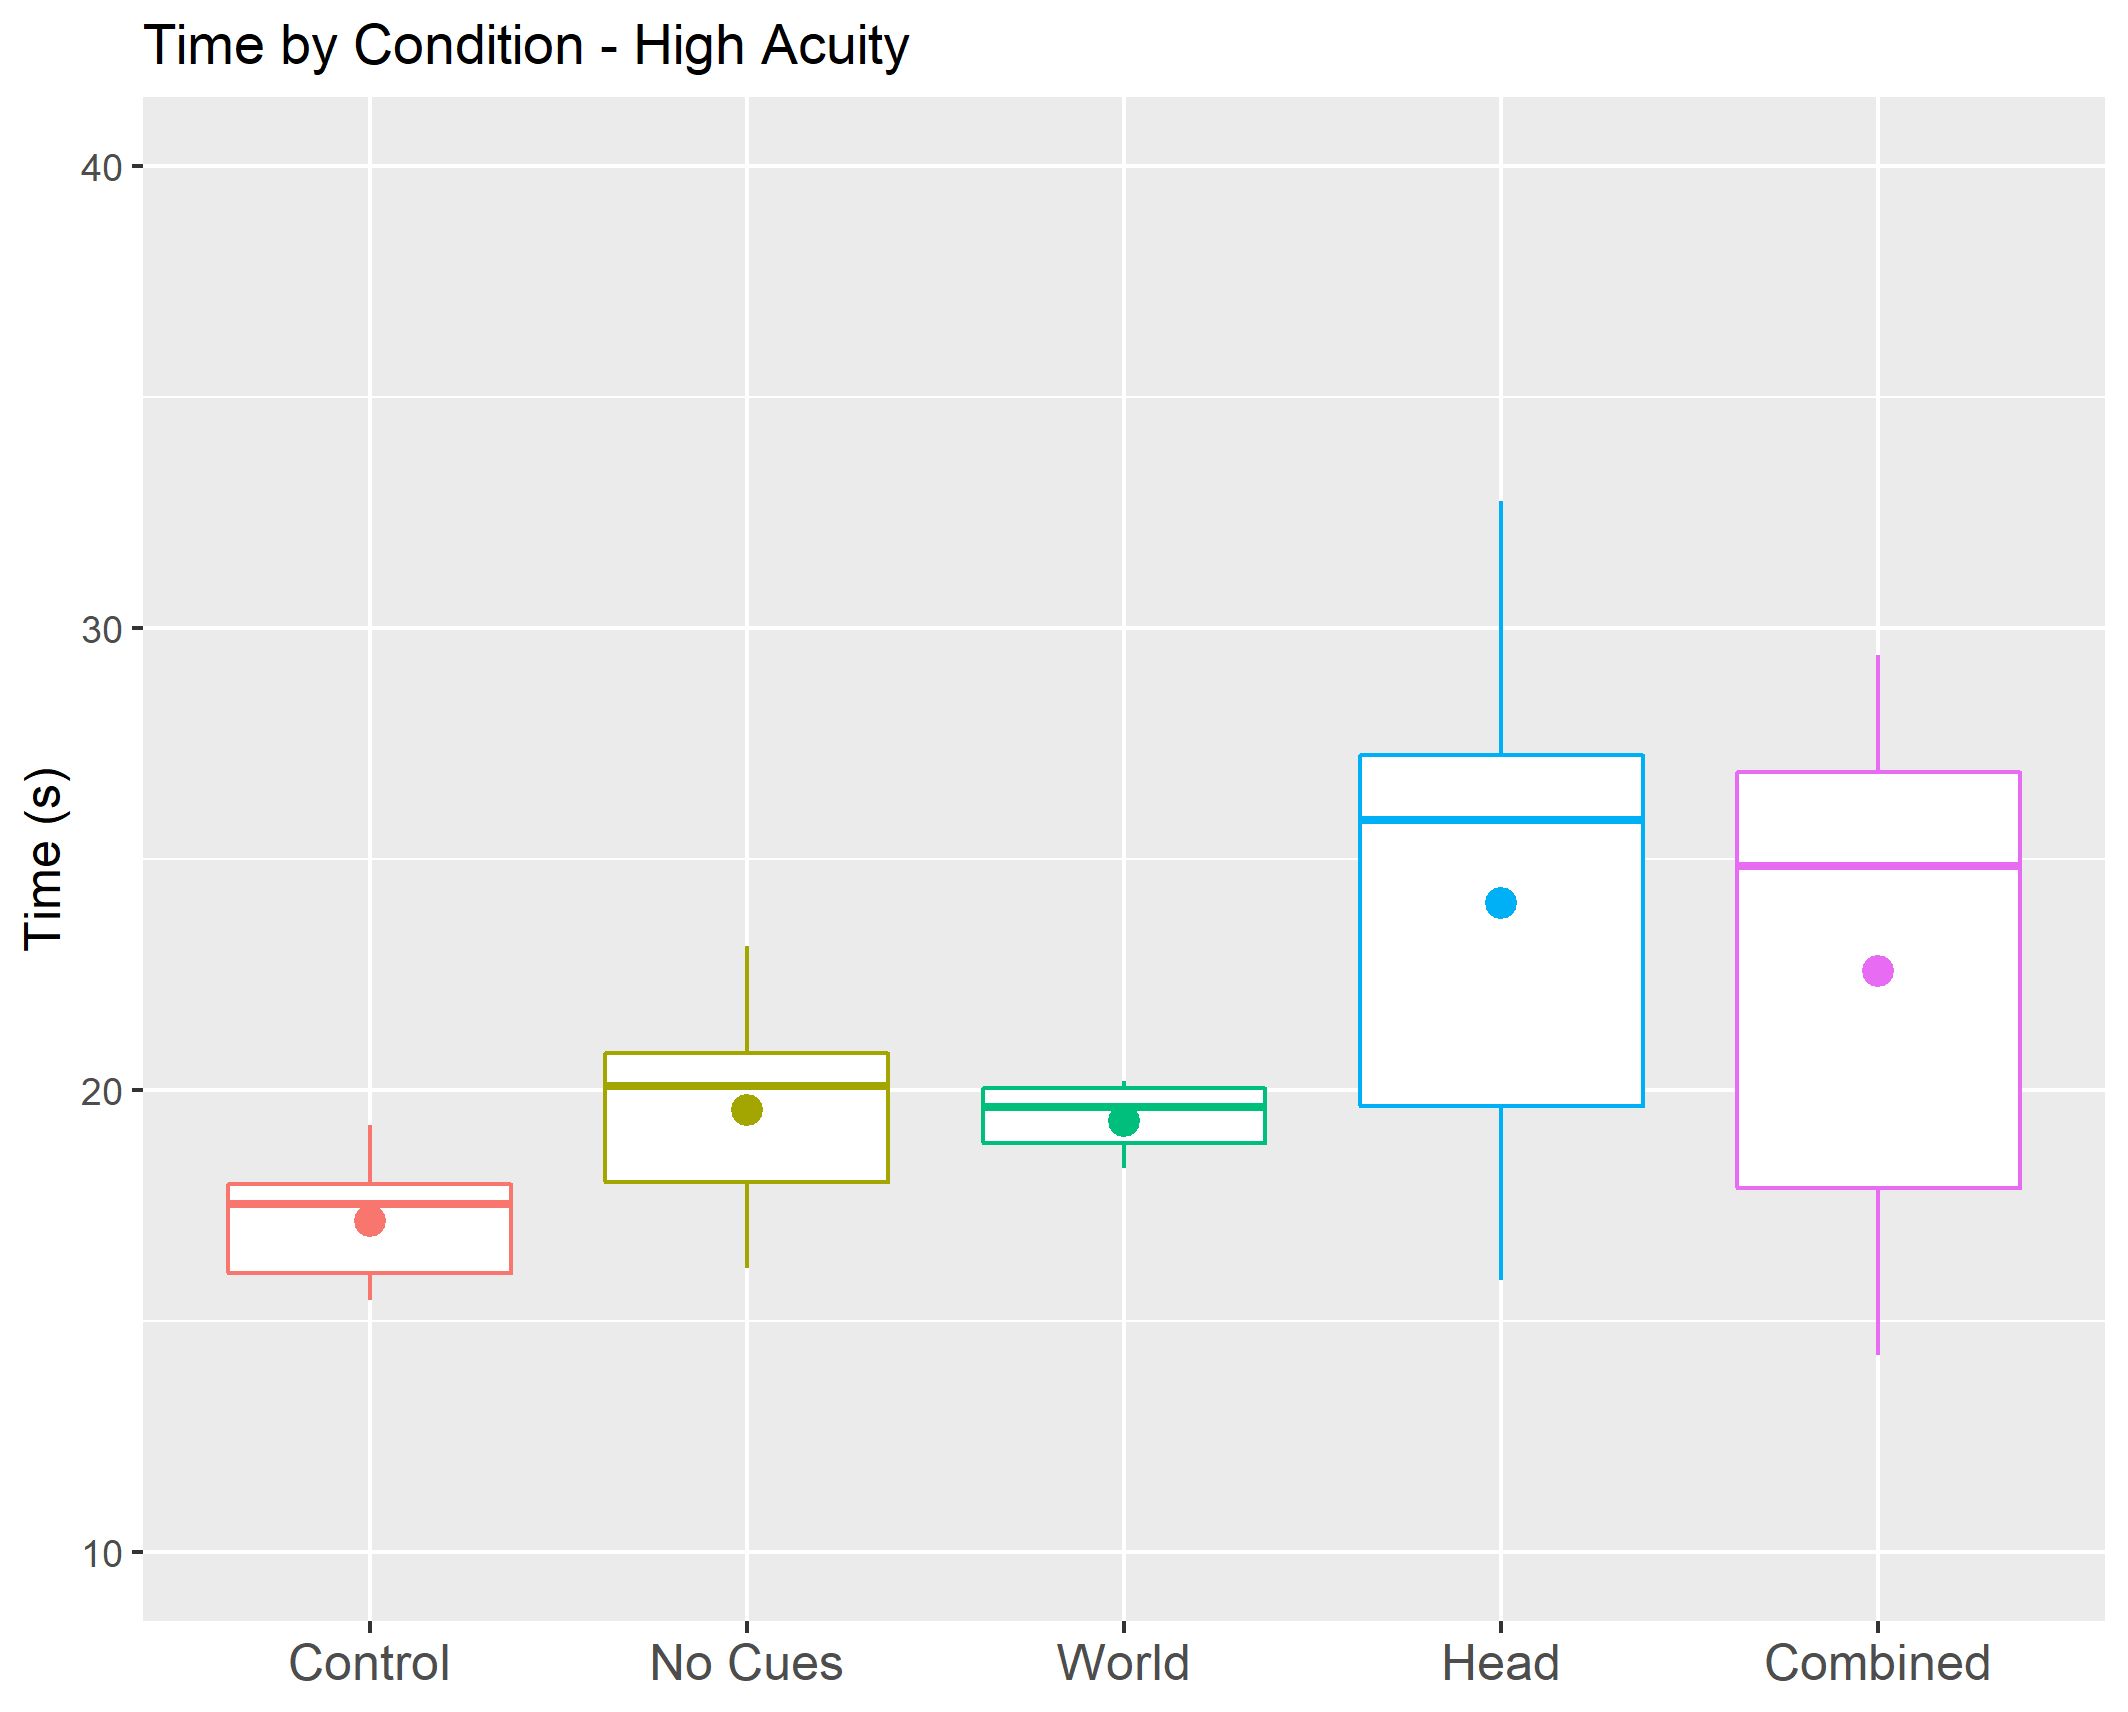 Time by Condition - High Acuity
40
30
20
10
Time (s)
Control
No Cues
World
Head
Combined